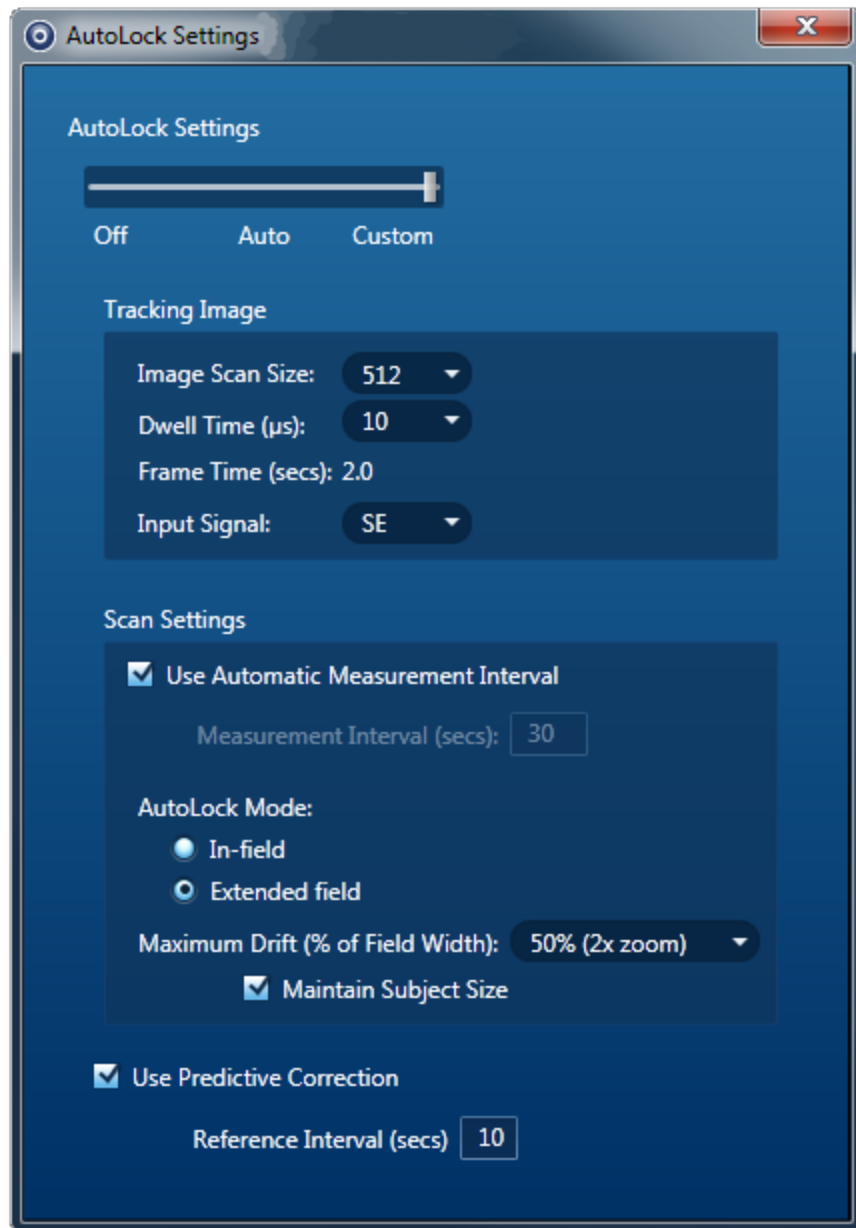 AutoLock Settings
AutoLock Settings
Off Auto Custom
Tracking Image
Image Scan Size: 512
Dwell Time (µs): 10
Frame Time (secs): 2.0
Input Signal: SE
Scan Settings
Use Automatic Measurement Interval
Measurement Interval (secs): 30
AutoLock Mode:
In-field
Extended field
Maximum Drift (% of Field Width): 50% (2x zoom)
Maintain Subject Size
Use Predictive Correction
Reference Interval (secs) 10